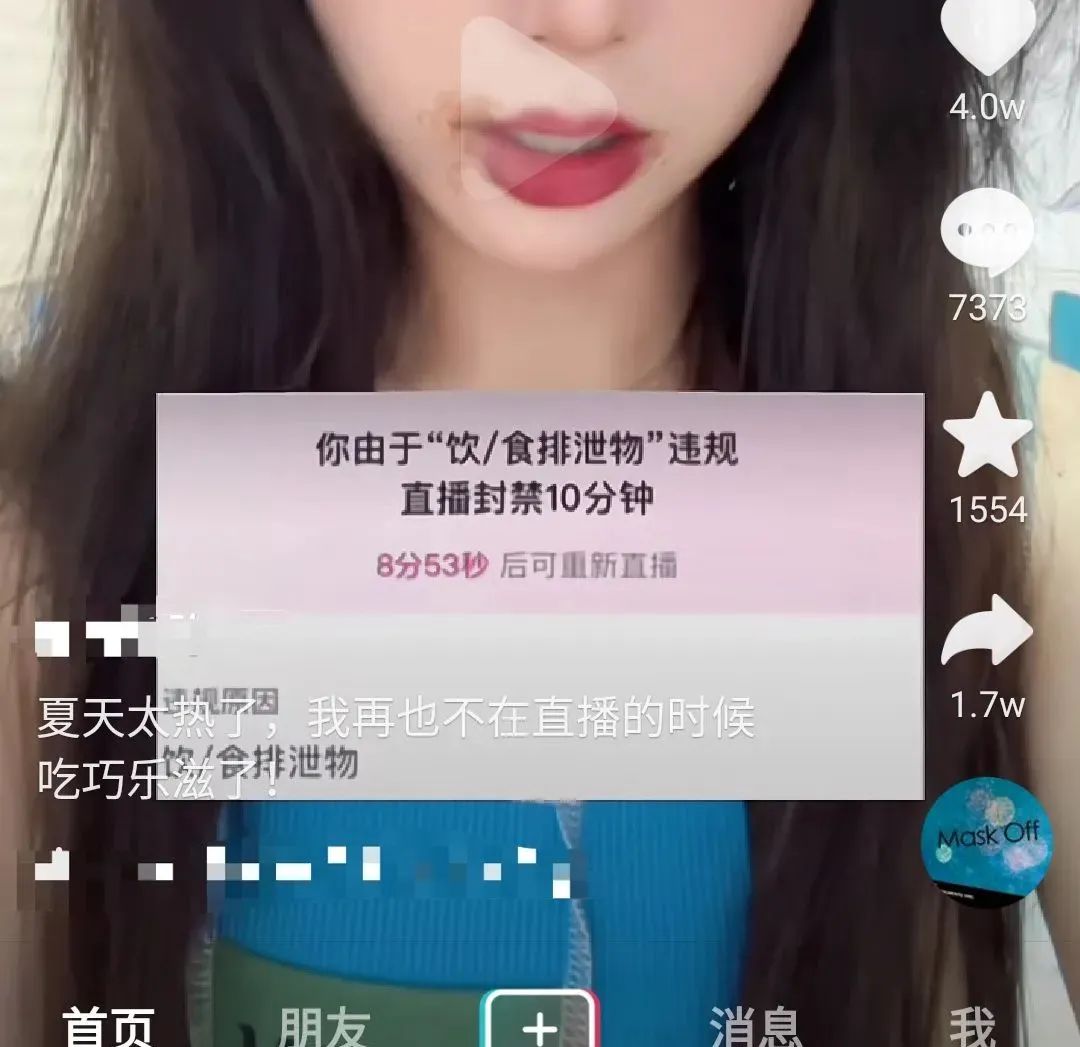 4.0w
7373
你由于“饮/食排泄物”违规
直播封禁10分钟
8分53秒 后可重新直播
1554
违规原因
夏天太热了，我再也不在直播的时候
吃巧乐滋了！
饮/食排泄物
1.7w
Mask Off
首页 朋友 消息 我